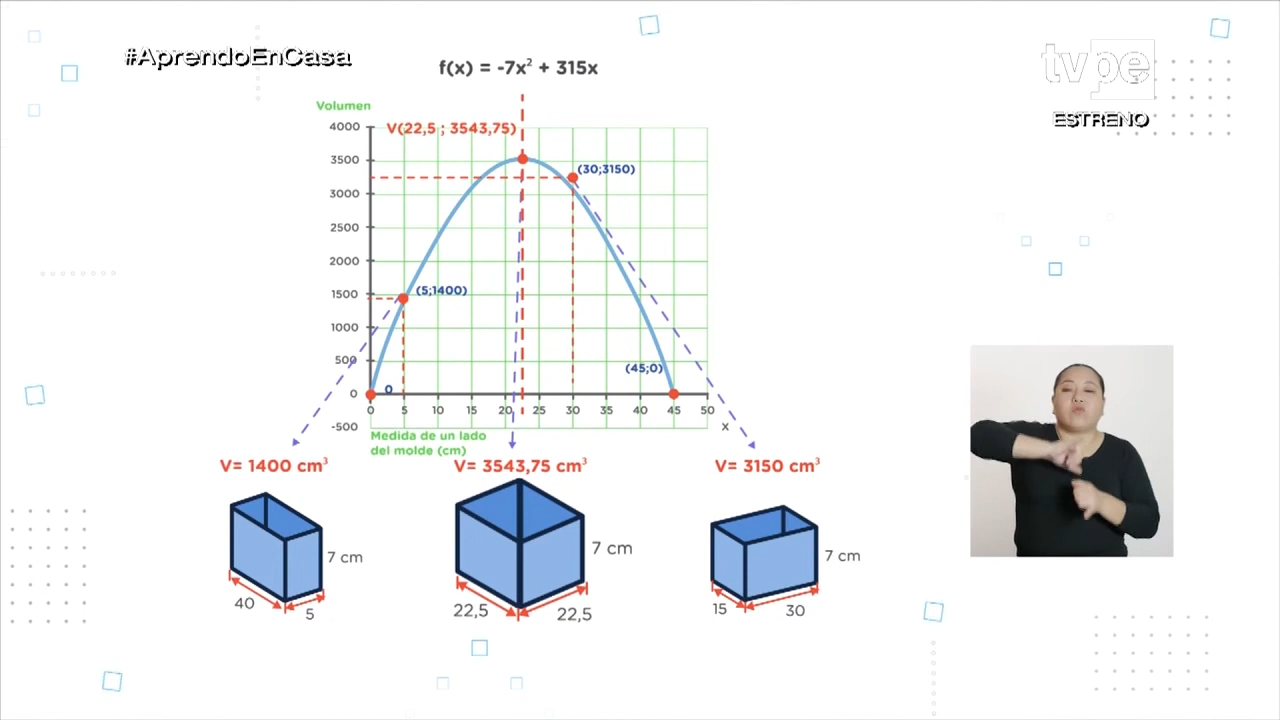 #AprendoEnCasa
tvpe
ESTRENO
f(x) = -7x² + 315x
Volumen
V(22,5 ; 3543,75)
4000
3500
3000
2500
2000
1500
1000
500
0
-500
(30;3150)
(5;1400)
(45;0)
0
0 5 10 15 20 25 30 35 40 45 50
x
Medida de un lado
del molde (cm)
V= 1400 cm³
V= 3543,75 cm³
V= 3150 cm³
7 cm
40
5
7 cm
22,5
22,5
7 cm
15
30